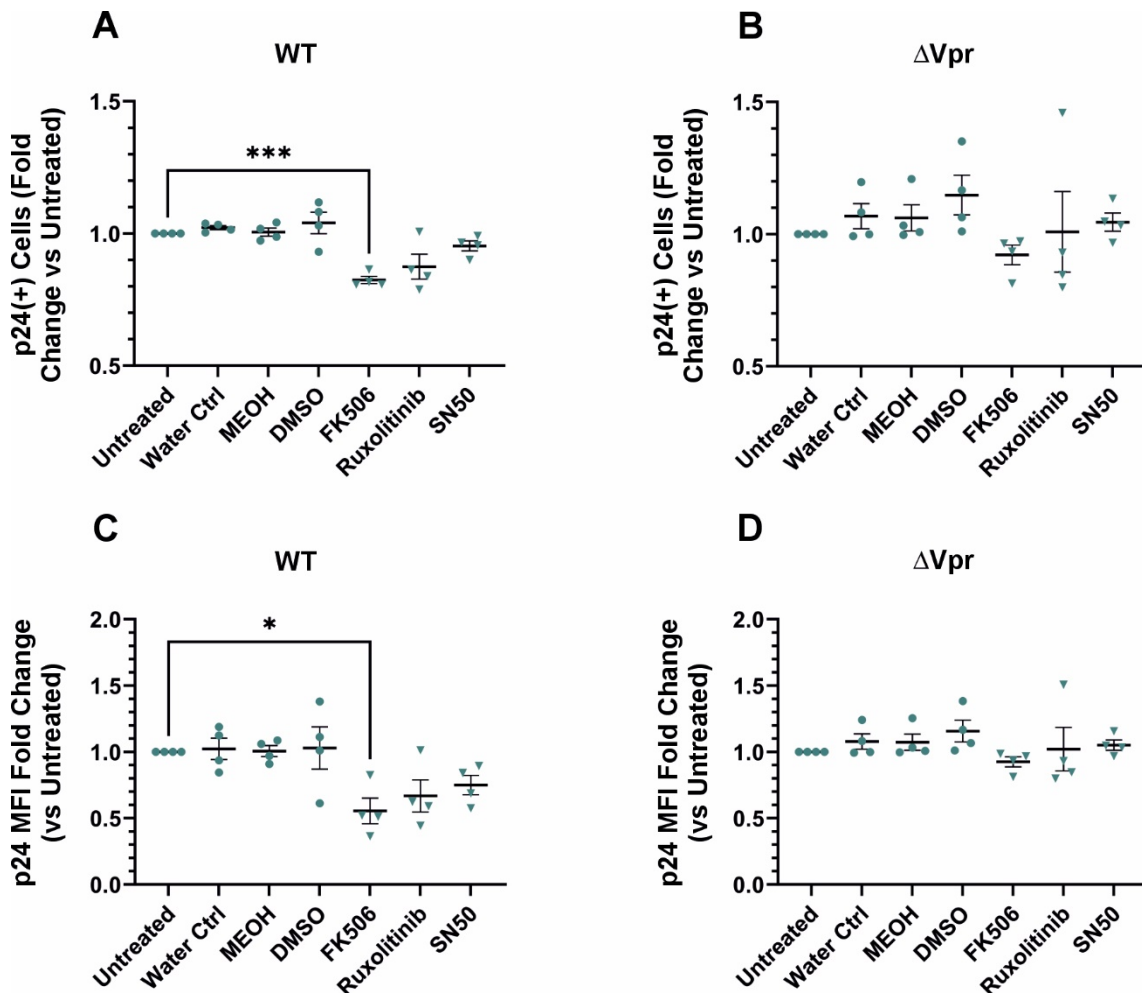 A
WT
p24(+) Cells (Fold
Change vs Untreated)
1.5
1.0
0.5
***
Untreated
Water Ctrl
MEOH
DMSO
FK506
Ruxolitinib
SN50
B
ΔVpr
p24(+) Cells (Fold
Change vs Untreated)
1.5
1.0
0.5
Untreated
Water Ctrl
MEOH
DMSO
FK506
Ruxolitinib
SN50
C
WT
p24 MFI Fold Change
(vs Untreated)
2.0
1.5
1.0
0.5
0.0
*
Untreated
Water Ctrl
MEOH
DMSO
FK506
Ruxolitinib
SN50
D
ΔVpr
p24 MFI Fold Change
(vs Untreated)
2.0
1.5
1.0
0.5
0.0
Untreated
Water Ctrl
MEOH
DMSO
FK506
Ruxolitinib
SN50